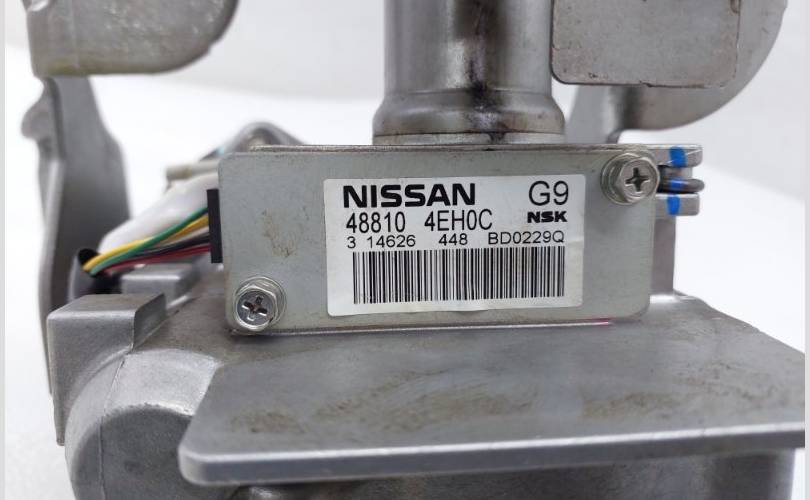 NISSAN G9
48810 4EH0C NSK
3 14626 448 BD0229Q